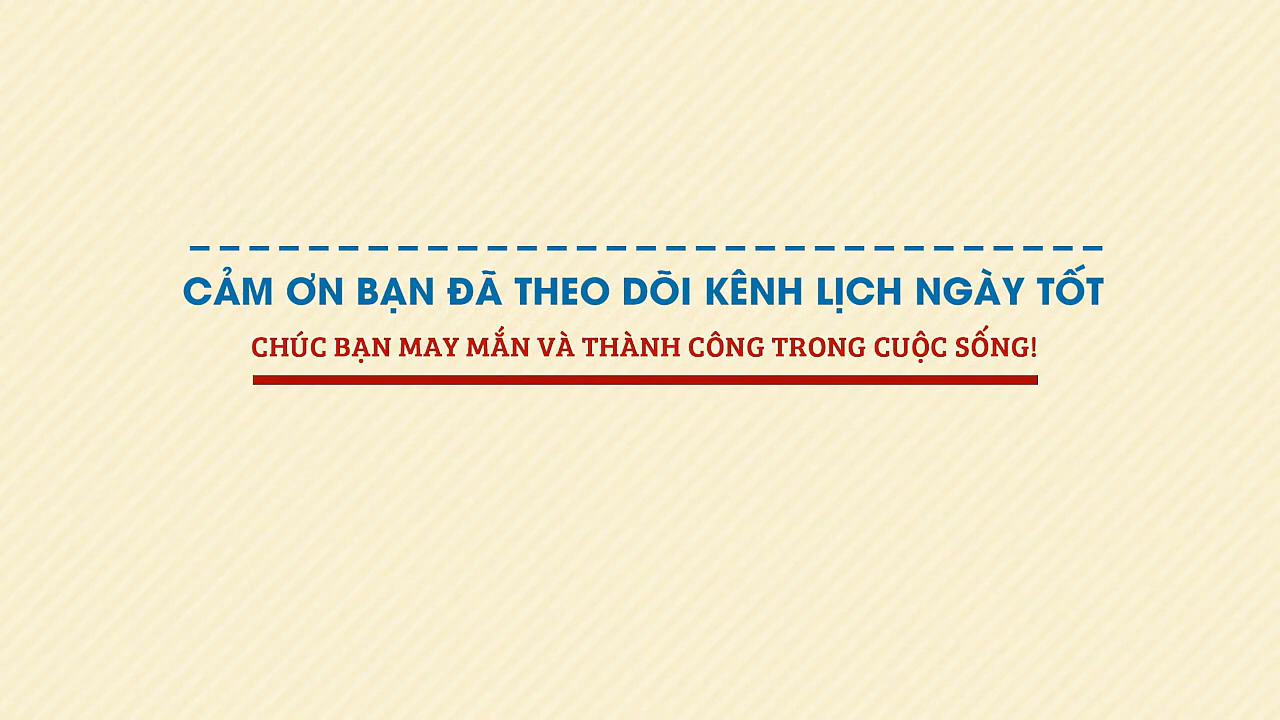 CẢM ƠN BẠN ĐÃ THEO DÕI KÊNH LỊCH NGÀY TỐT
CHÚC BẠN MAY MẮN VÀ THÀNH CÔNG TRONG CUỘC SỐNG!